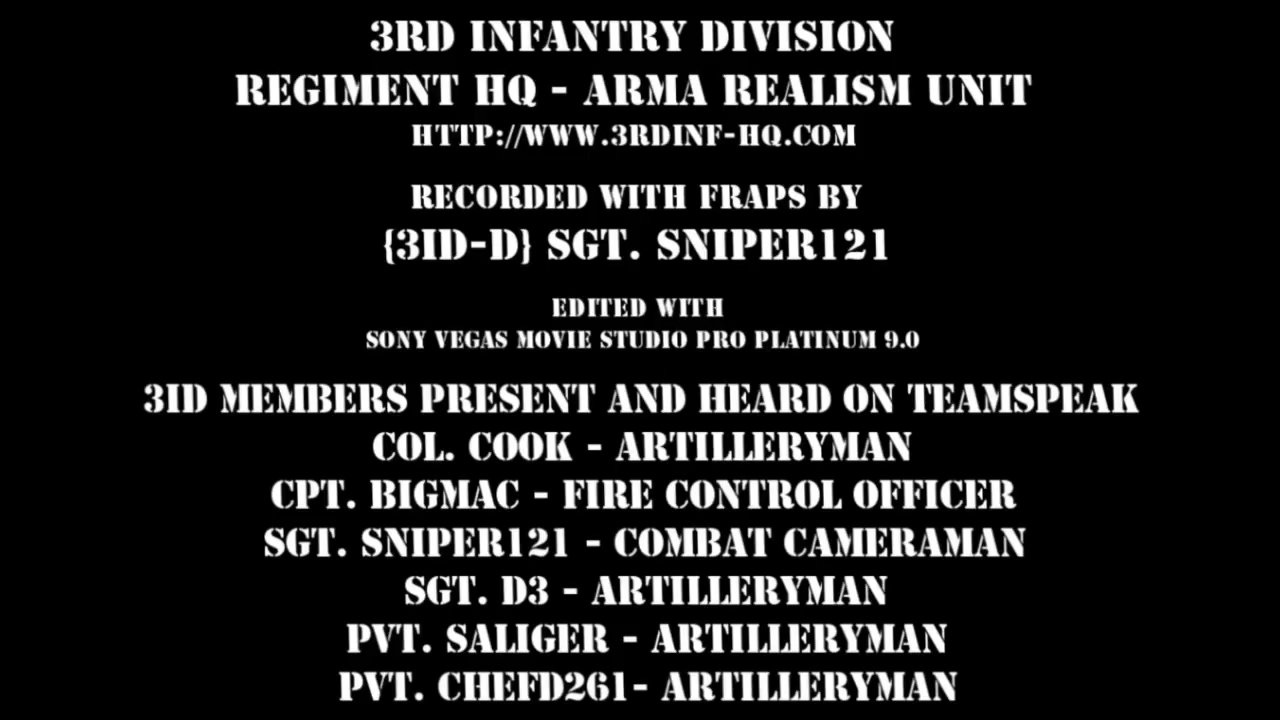 3RD INFANTRY DIVISION
REGIMENT HQ - ARMA REALISM UNIT
HTTP://WWW.3RDINF-HQ.COM
RECORDED WITH FRAPS BY
{3ID-D} SGT. SNIPER121
EDITED WITH
SONY VEGAS MOVIE STUDIO PRO PLATINUM 9.0
3ID MEMBERS PRESENT AND HEARD ON TEAMSPEAK
COL. COOK - ARTILLERYMAN
CPT. BIGMAC - FIRE CONTROL OFFICER
SGT. SNIPER121 - COMBAT CAMERAMAN
SGT. D3 - ARTILLERYMAN
PVT. SALIGER - ARTILLERYMAN
PVT. CHEFD261- ARTILLERYMAN